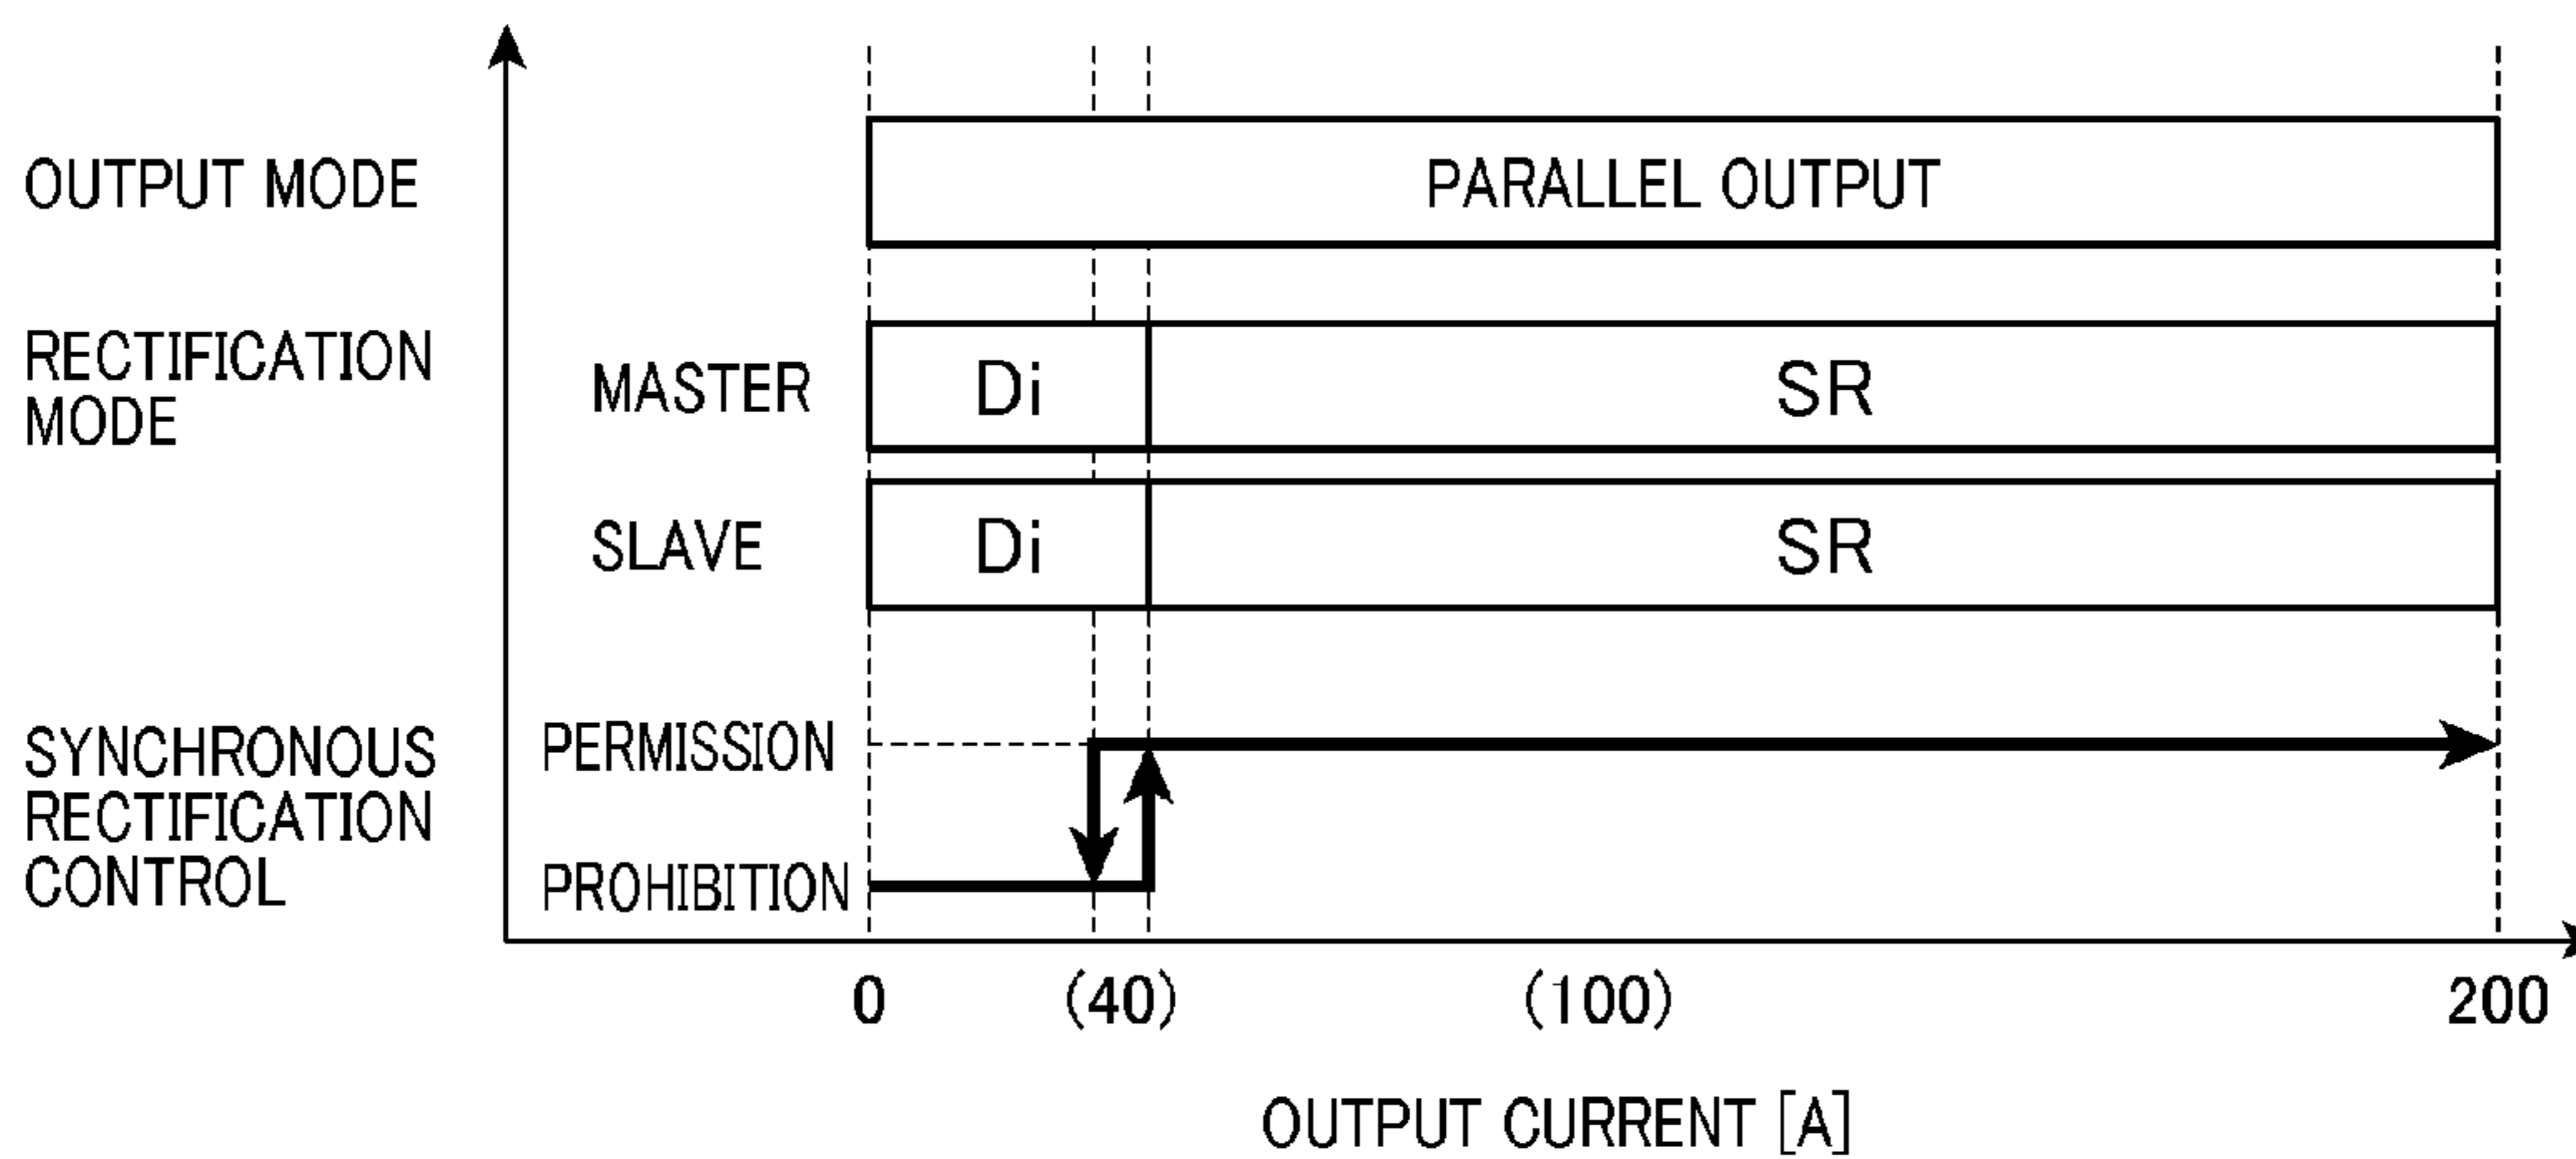 OUTPUT MODE
PARALLEL OUTPUT
RECTIFICATION
MODE
MASTER
Di
SR
SLAVE
Di
SR
SYNCHRONOUS
RECTIFICATION
CONTROL
PERMISSION
PROHIBITION
0 (40) (100) 200
OUTPUT CURRENT [A]